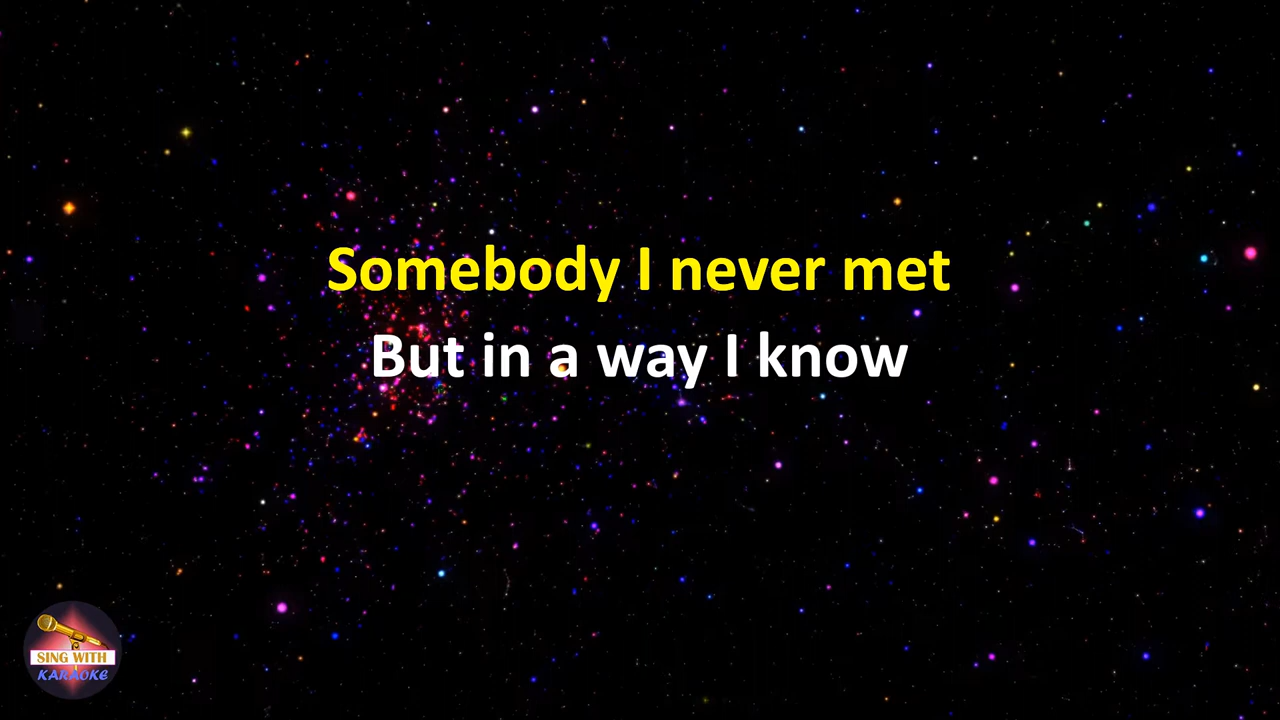 Somebody I never met
But in a way I know
SING WITH
KARAOKE